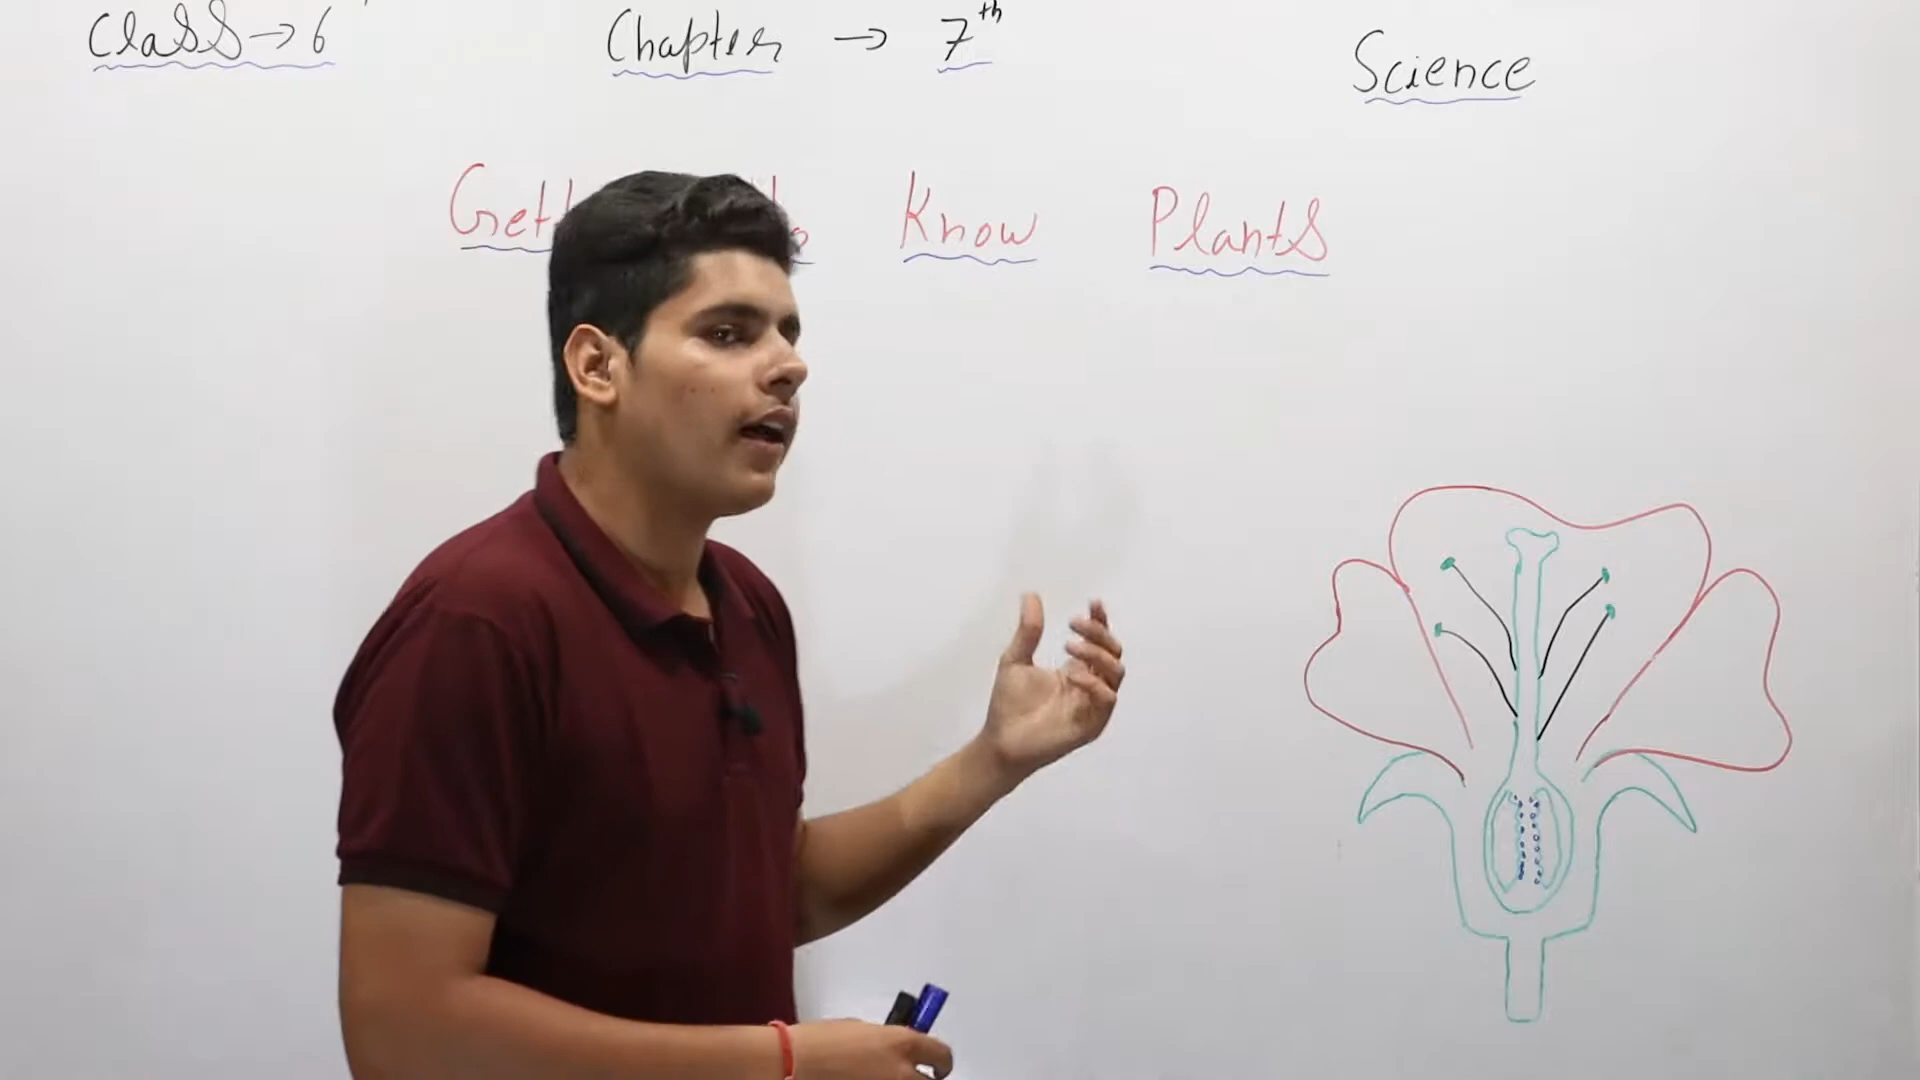 Class → 6
Chapter → 7th
Science
Know Plants